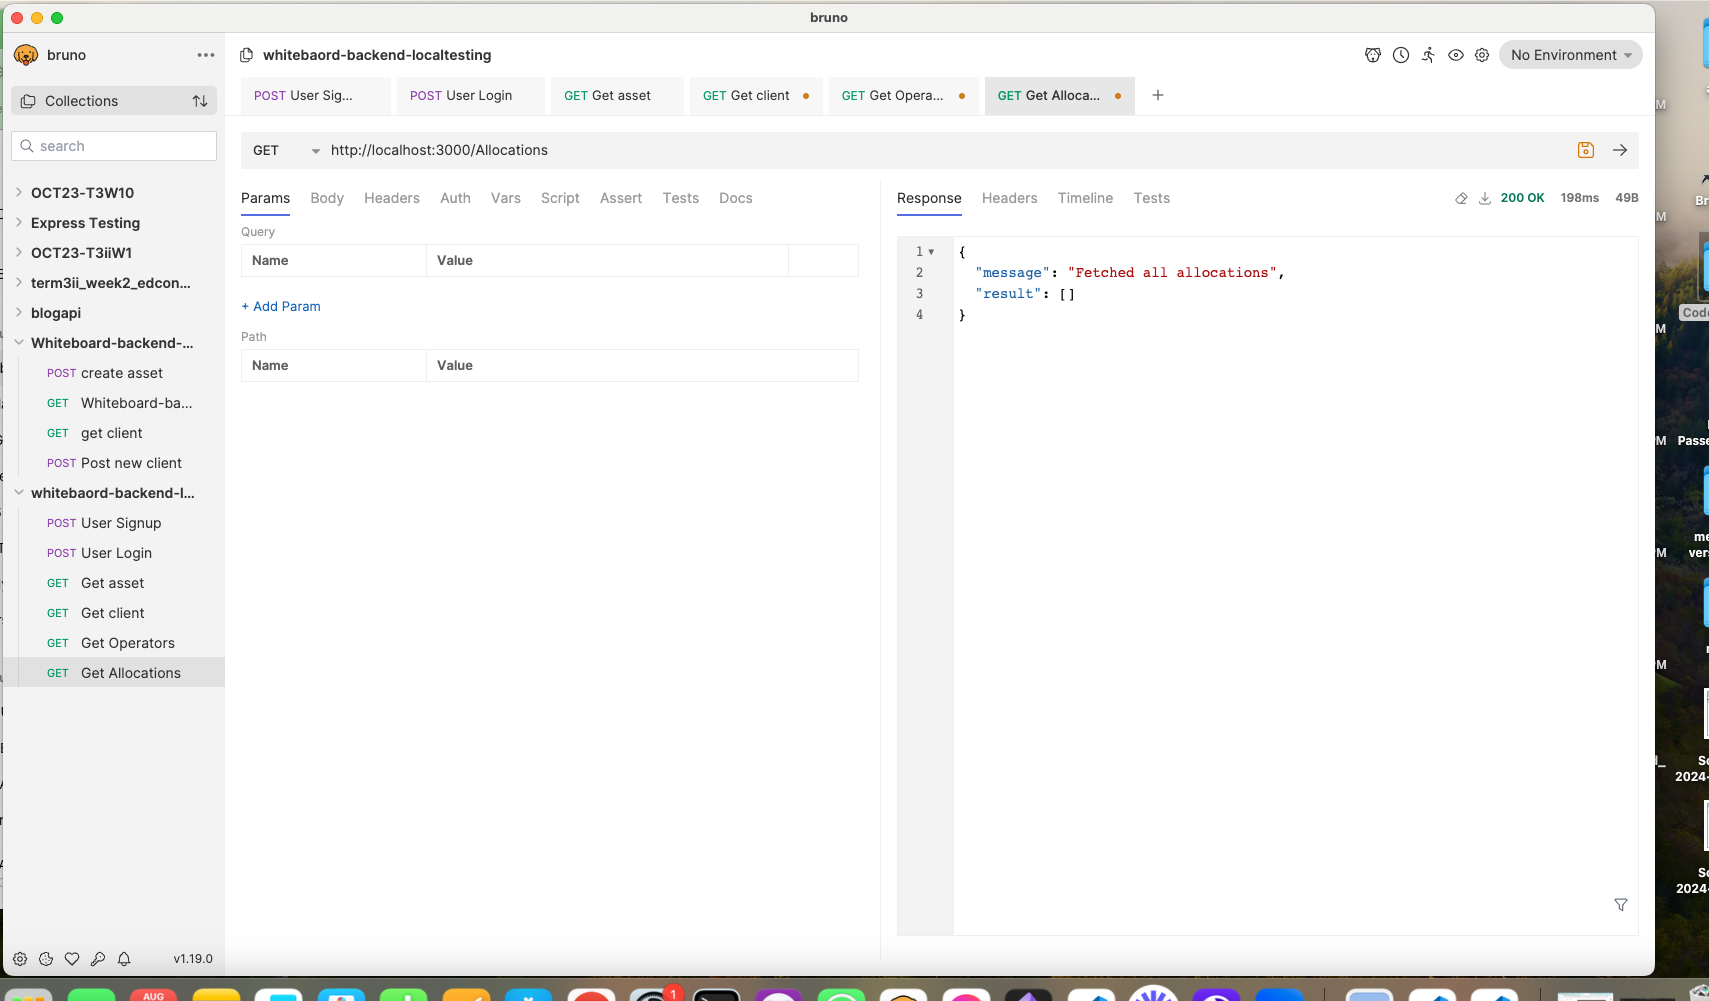 bruno
bruno
whitebaord-backend-localtesting
No Environment
Collections
POST User Sig...
POST User Login
GET Get asset
GET Get client
GET Get Opera...
GET Get Alloca...
search
GET
http://localhost:3000/Allocations
OCT23-T3W10
Express Testing
OCT23-T3iiW1
term3ii_week2_edcon...
blogapi
Whiteboard-backend-...
POST create asset
GET Whiteboard-ba...
GET get client
POST Post new client
whitebaord-backend-l...
POST User Signup
POST User Login
GET Get asset
GET Get client
GET Get Operators
GET Get Allocations
v1.19.0
Params Body Headers Auth Vars Script Assert Tests Docs
Query
Name Value
+ Add Param
Path
Name Value
Response Headers Timeline Tests
200 OK 198ms 49B
1 {
2 "message": "Fetched all allocations",
3 "result": []
4 }
AUG
1